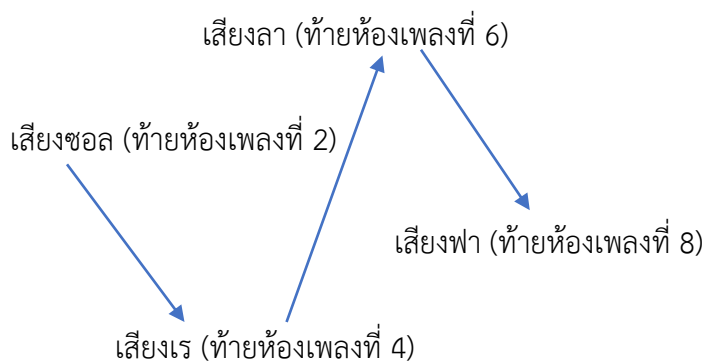 เสียงลา (ท้ายห้องเพลงที่ 6)
เสียงซอล (ท้ายห้องเพลงที่ 2)
เสียงฟา (ท้ายห้องเพลงที่ 8)
เสียงเร (ท้ายห้องเพลงที่ 4)